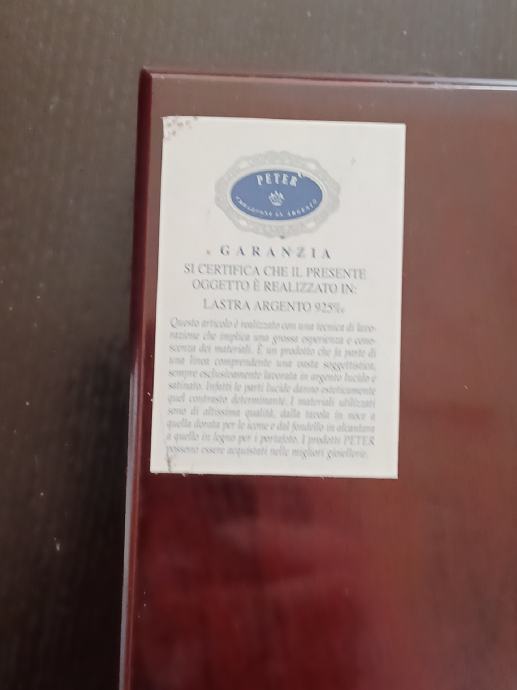 PETER
CREAZIONI IN ARGENTO
GARANZIA
SI CERTIFICA CHE IL PRESENTE
OGGETTO È REALIZZATO IN:
LASTRA ARGENTO 925‰
Questo articolo è realizzato con una tecnica di lavo-
razione che implica una grossa esperienza e cono-
scenza dei materiali. È un prodotto che fa parte di
una linea comprendente una vasta soggettistica,
sempre esclusivamente lavorata in argento lucido e
satinato. Infatti le parti lucide danno esteticamente
quel contrasto determinante. I materiali utilizzati
sono di altissima qualità, dalla tavola in noce a
quella dorata per le icone e dal fondello in alcantara
a quello in legno per i portafoto. I prodotti PETER
possono essere acquistati nelle migliori gioiellerie.